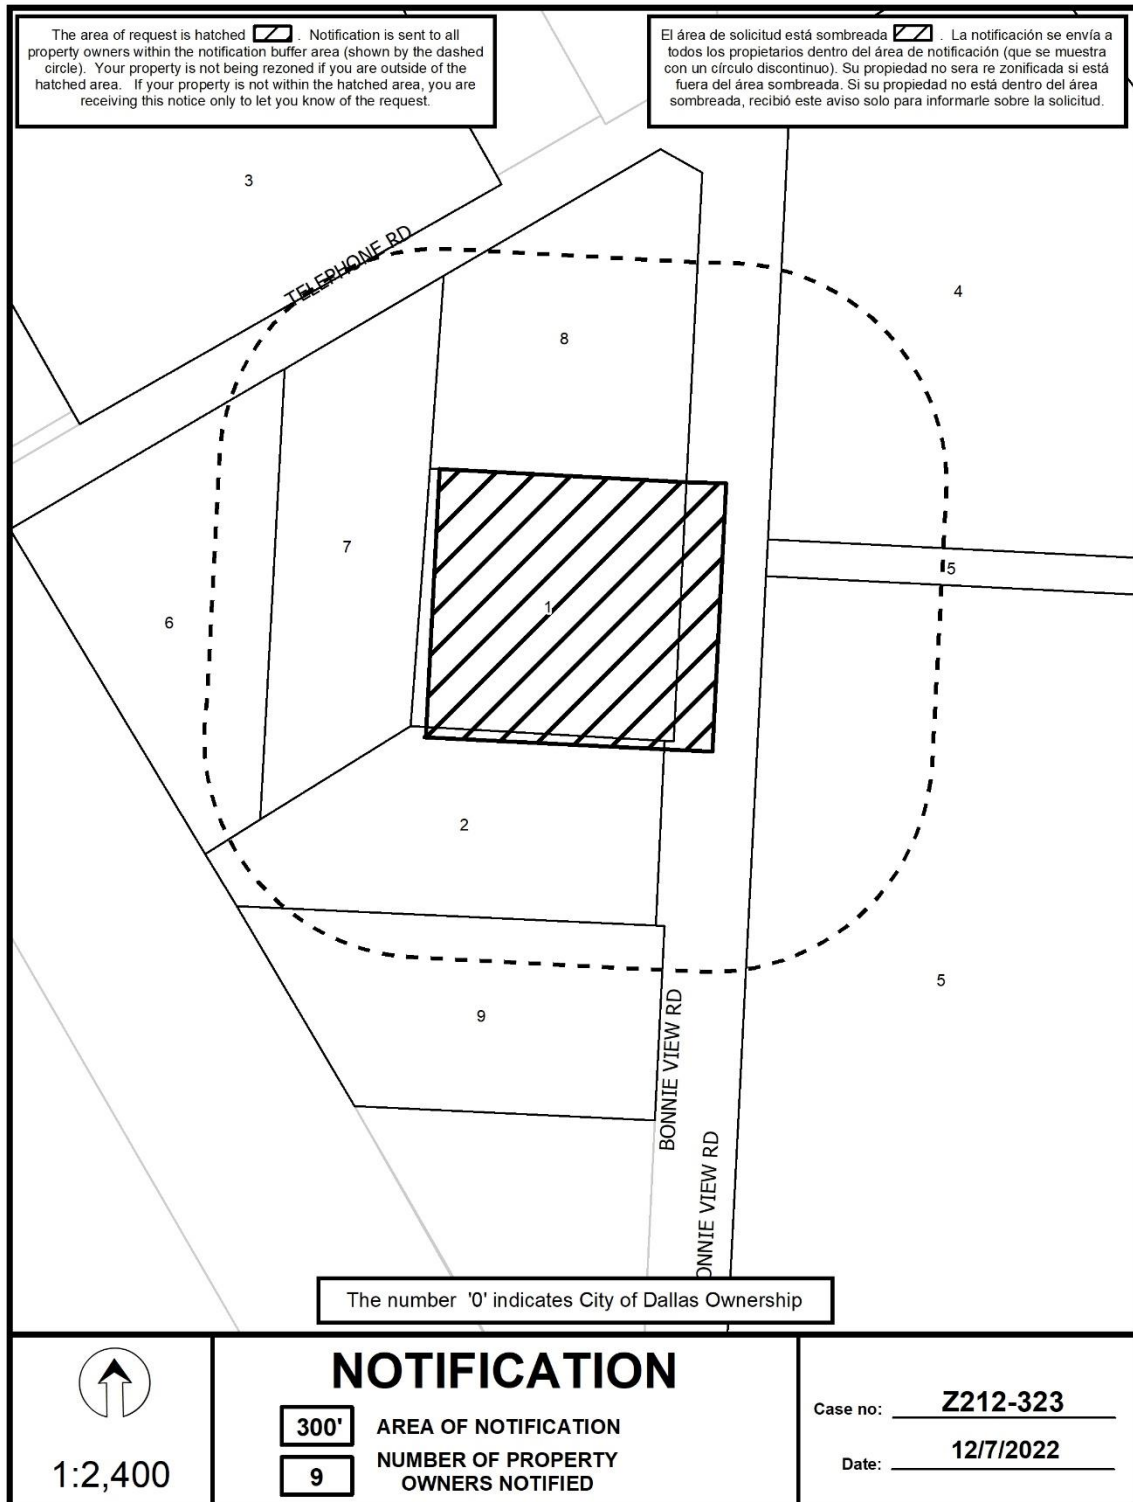 The area of request is hatched . Notification is sent to all
property owners within the notification buffer area (shown by the dashed
circle). Your property is not being rezoned if you are outside of the
hatched area. If your property is not within the hatched area, you are
receiving this notice only to let you know of the request.
El área de solicitud está sombreada . La notificación se envía a
todos los propietarios dentro del área de notificación (que se muestra
con un círculo discontinuo). Su propiedad no sera re zonificada si está
fuera del área sombreada. Si su propiedad no está dentro del área
sombreada, recibió este aviso solo para informarle sobre la solicitud.
3
TELEPHONE RD
4
8
7
5
1
6
2
5
9
BONNIE VIEW RD
ONNIE VIEW RD
The number '0' indicates City of Dallas Ownership
1:2,400
NOTIFICATION
300' AREA OF NOTIFICATION
9 NUMBER OF PROPERTY
OWNERS NOTIFIED
Case no: Z212-323
Date: 12/7/2022